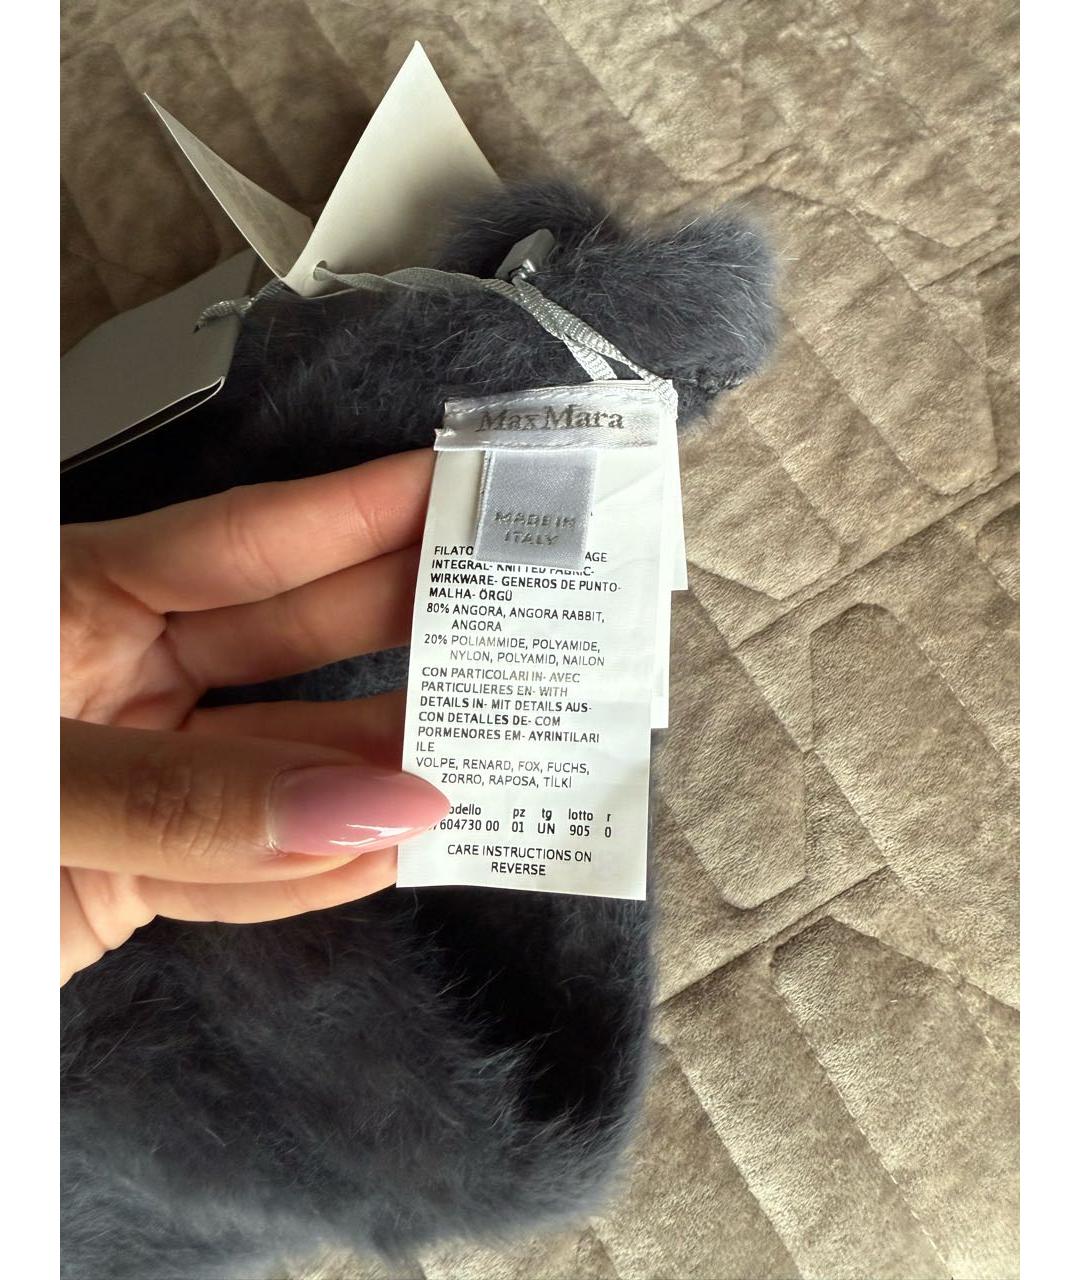 MaxMara
MADE IN
ITALY
FILATO
AGE
INTEGRAL- KNITTED FABRIC-
WIRKWARE- GENEROS DE PUNTO-
MALHA- ÖRGÜ
80% ANGORA, ANGORA RABBIT,
ANGORA
20% POLIAMMIDE, POLYAMIDE,
NYLON, POLYAMID, NAILON
CON PARTICOLARI IN- AVEC
PARTICULIERES EN- WITH
DETAILS IN- MIT DETAILS AUS-
CON DETALLES DE- COM
PORMENORES EM- AYRINTILARI
ILE
VOLPE, RENARD, FOX, FUCHS,
ZORRO, RAPOSA, TİLKİ
odello pz tg lotto r
604730 00 01 UN 905 0
CARE INSTRUCTIONS ON
REVERSE